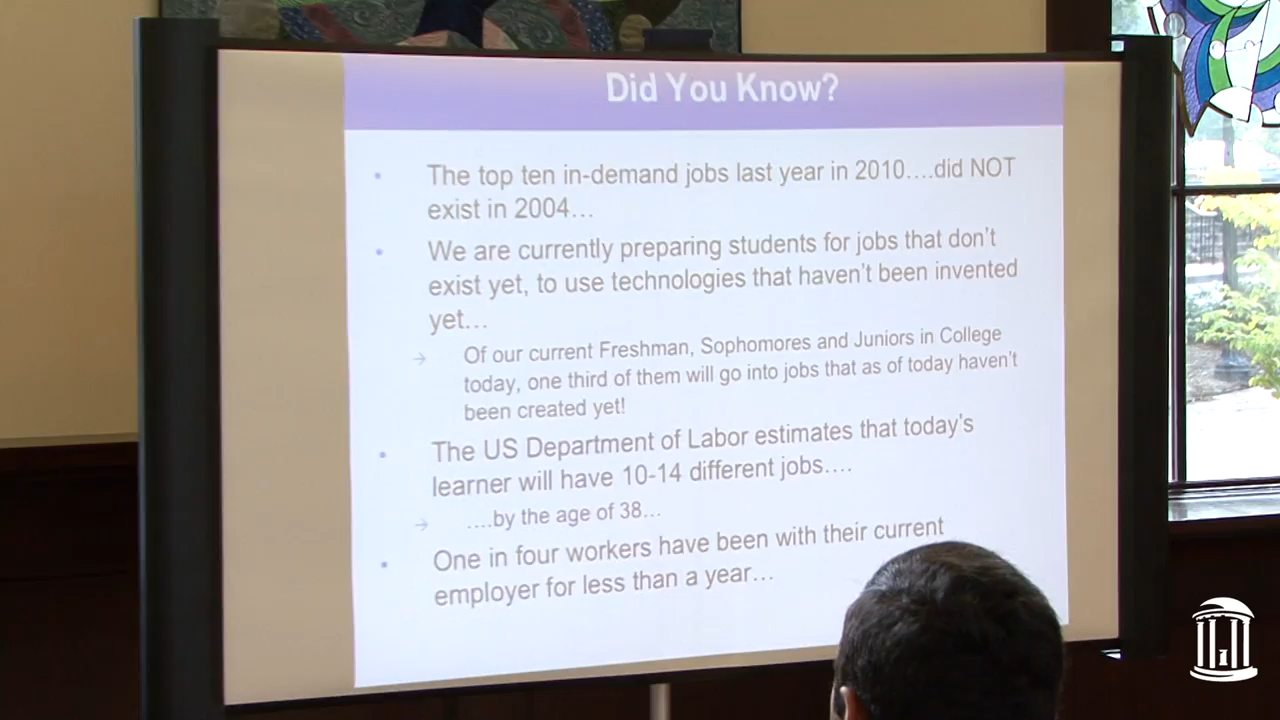 Did You Know?
The top ten in-demand jobs last year in 2010....did NOT
exist in 2004...
We are currently preparing students for jobs that don't
exist yet, to use technologies that haven't been invented
yet...
Of our current Freshman, Sophomores and Juniors in College
today, one third of them will go into jobs that as of today haven't
been created yet!
The US Department of Labor estimates that today's
learner will have 10-14 different jobs....
....by the age of 38...
One in four workers have been with their current
employer for less than a year...